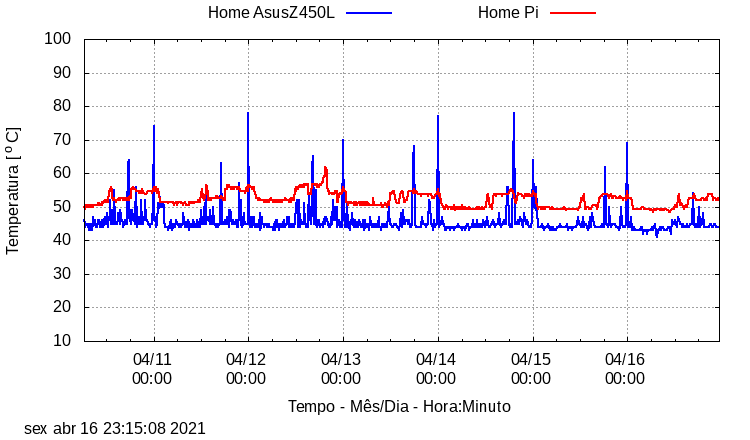 Home AsusZ450L
Home Pi
Temperatura [ º C]
100
90
80
70
60
50
40
30
20
10
04/11 04/12 04/13 04/14 04/15 04/16
00:00 00:00 00:00 00:00 00:00 00:00
Tempo - Mês/Dia - Hora:Minuto
sex abr 16 23:15:08 2021